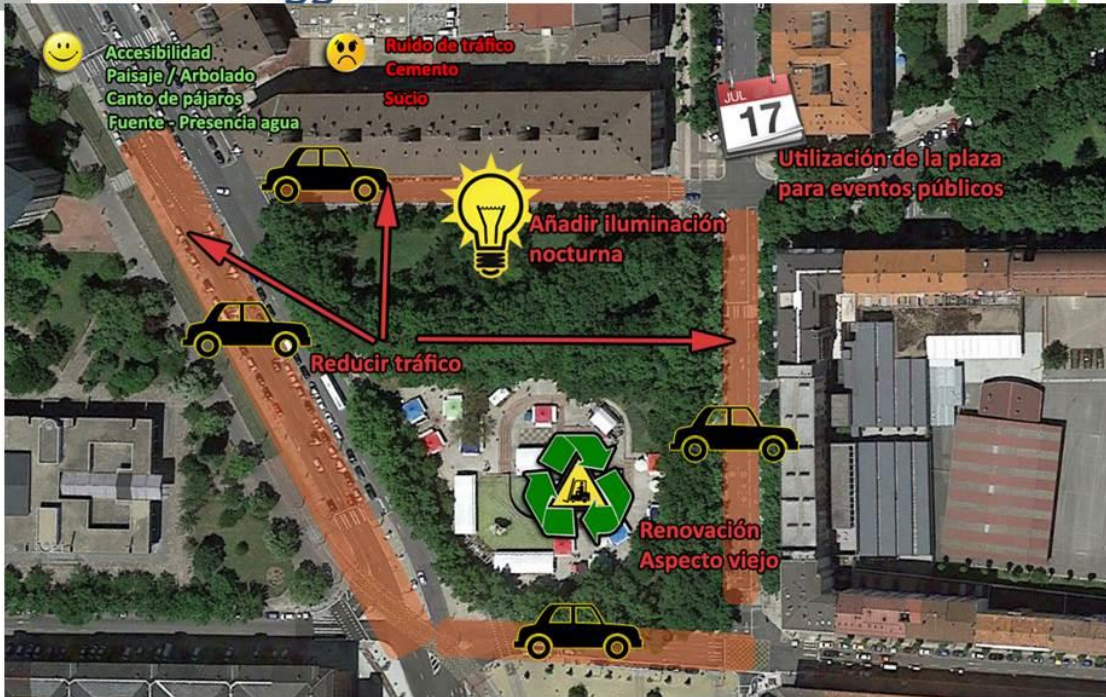 Accesibilidad
Paisaje / Arbolado
Canto de pájaros
Fuente - Presencia agua
Ruido de tráfico
Cemento
Sucio
JUL
17
Utilización de la plaza
para eventos públicos
Añadir iluminación
nocturna
Reducir tráfico
Renovación
Aspecto viejo